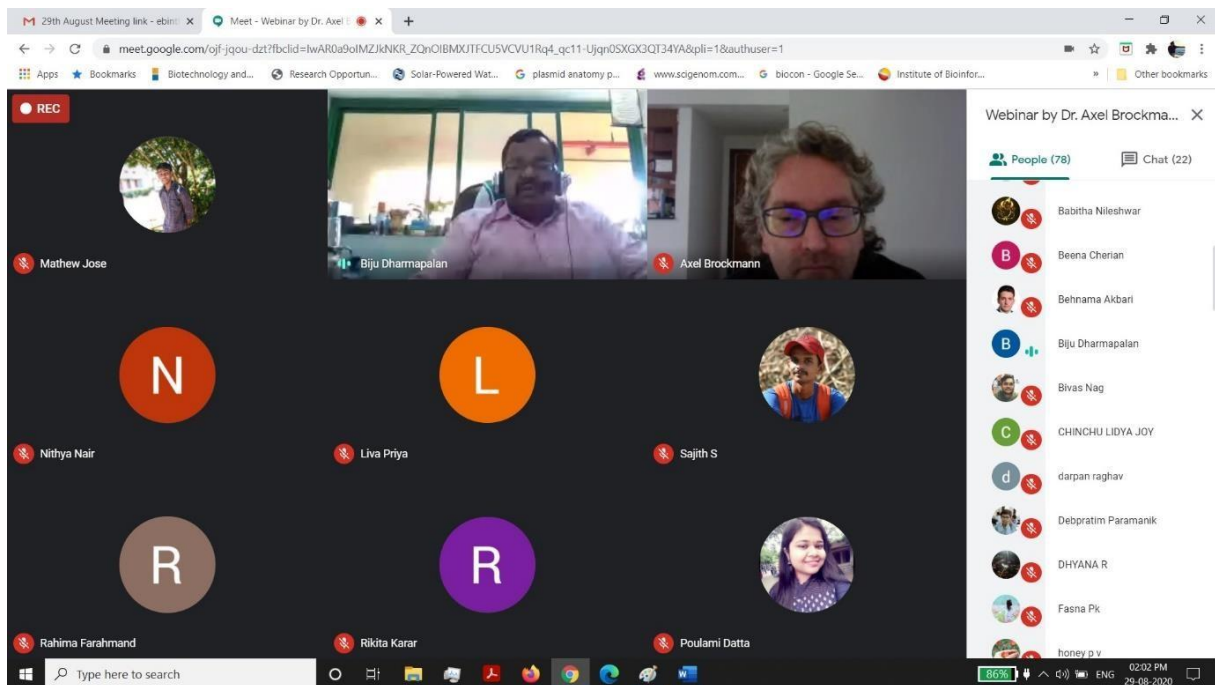 29th August Meeting link - ebint
Meet - Webinar by Dr. Axel B
meet.google.com/ojf-jqou-dzt?fbclid=IwAR0a9oIMZJkNKR_ZQnOIBMXJTFCU5VCVU1Rq4_qc11-Ujqn0SXGX3QT34YA&pli=1&authuser=1
Apps
Bookmarks
Biotechnology and...
Research Opportun...
Solar-Powered Wat...
plasmid anatomy p...
www.scigenom.com...
biocon - Google Se...
Institute of Bioinfor...
»
Other bookmarks
REC
Mathew Jose
Biju Dharmapalan
Axel Brockmann
N
Nithya Nair
L
Liva Priya
Sajith S
R
Rahima Farahmand
R
Rikita Karar
Poulami Datta
Webinar by Dr. Axel Brockma...
People (78)
Chat (22)
Babitha Nileshwar
B
Beena Cherian
Behnama Akbari
B
Biju Dharmapalan
Bivas Nag
C
CHINCHU LIDYA JOY
d
darpan raghav
Debpratim Paramanik
DHYANA R
Fasna Pk
honey p v
Type here to search
86%
ENG
02:02 PM
29-08-2020